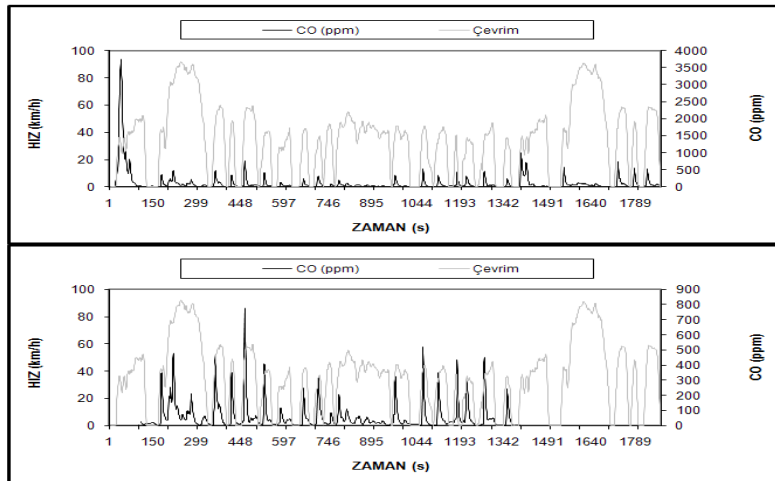 CO (ppm) Çevrim
100 4000
3500
80 3000
60 2500
2000
40 1500
20 1000
500
0 0
HIZ (km/h)
CO (ppm)
1 150 299 448 597 746 895 1044 1193 1342 1491 1640 1789
ZAMAN (s)
CO (ppm) Çevrim
100 900
800
80 700
60 600
500
40 400
300
20 200
100
0 0
HIZ (km/h)
CO (ppm)
1 150 299 448 597 746 895 1044 1193 1342 1491 1640 1789
ZAMAN (s)